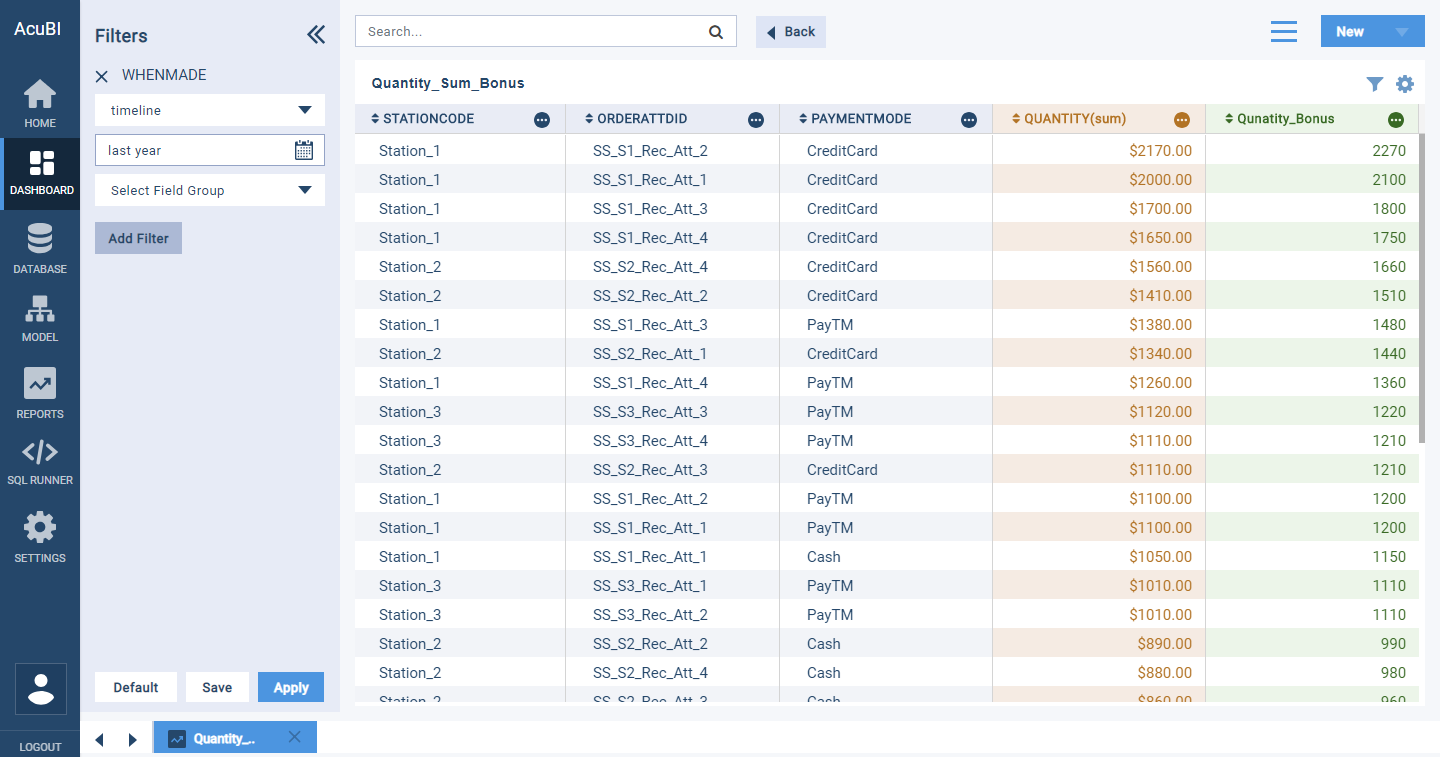 AcuBI
HOME
DASHBOARD
DATABASE
MODEL
REPORTS
SQL RUNNER
SETTINGS
LOGOUT
Filters
WHENMADE
timeline
last year
Select Field Group
Add Filter
Default Save Apply
Search...
Back
New
Quantity_Sum_Bonus
STATIONCODE ORDERATTDID PAYMENTMODE QUANTITY(sum) Qunatity_Bonus
Station_1 SS_S1_Rec_Att_2 CreditCard $2170.00 2270
Station_1 SS_S1_Rec_Att_1 CreditCard $2000.00 2100
Station_1 SS_S1_Rec_Att_3 CreditCard $1700.00 1800
Station_1 SS_S1_Rec_Att_4 CreditCard $1650.00 1750
Station_2 SS_S2_Rec_Att_4 CreditCard $1560.00 1660
Station_2 SS_S2_Rec_Att_2 CreditCard $1410.00 1510
Station_1 SS_S1_Rec_Att_3 PayTM $1380.00 1480
Station_2 SS_S2_Rec_Att_1 CreditCard $1340.00 1440
Station_1 SS_S1_Rec_Att_4 PayTM $1260.00 1360
Station_3 SS_S3_Rec_Att_3 PayTM $1120.00 1220
Station_3 SS_S3_Rec_Att_4 PayTM $1110.00 1210
Station_2 SS_S2_Rec_Att_3 CreditCard $1110.00 1210
Station_1 SS_S1_Rec_Att_2 PayTM $1100.00 1200
Station_1 SS_S1_Rec_Att_1 PayTM $1100.00 1200
Station_1 SS_S1_Rec_Att_1 Cash $1050.00 1150
Station_3 SS_S3_Rec_Att_1 PayTM $1010.00 1110
Station_3 SS_S3_Rec_Att_2 PayTM $1010.00 1110
Station_2 SS_S2_Rec_Att_2 Cash $890.00 990
Station_2 SS_S2_Rec_Att_4 Cash $880.00 980
Station_2 SS_S2_Rec_Att_3 Cash $860.00 960
Quantity_..